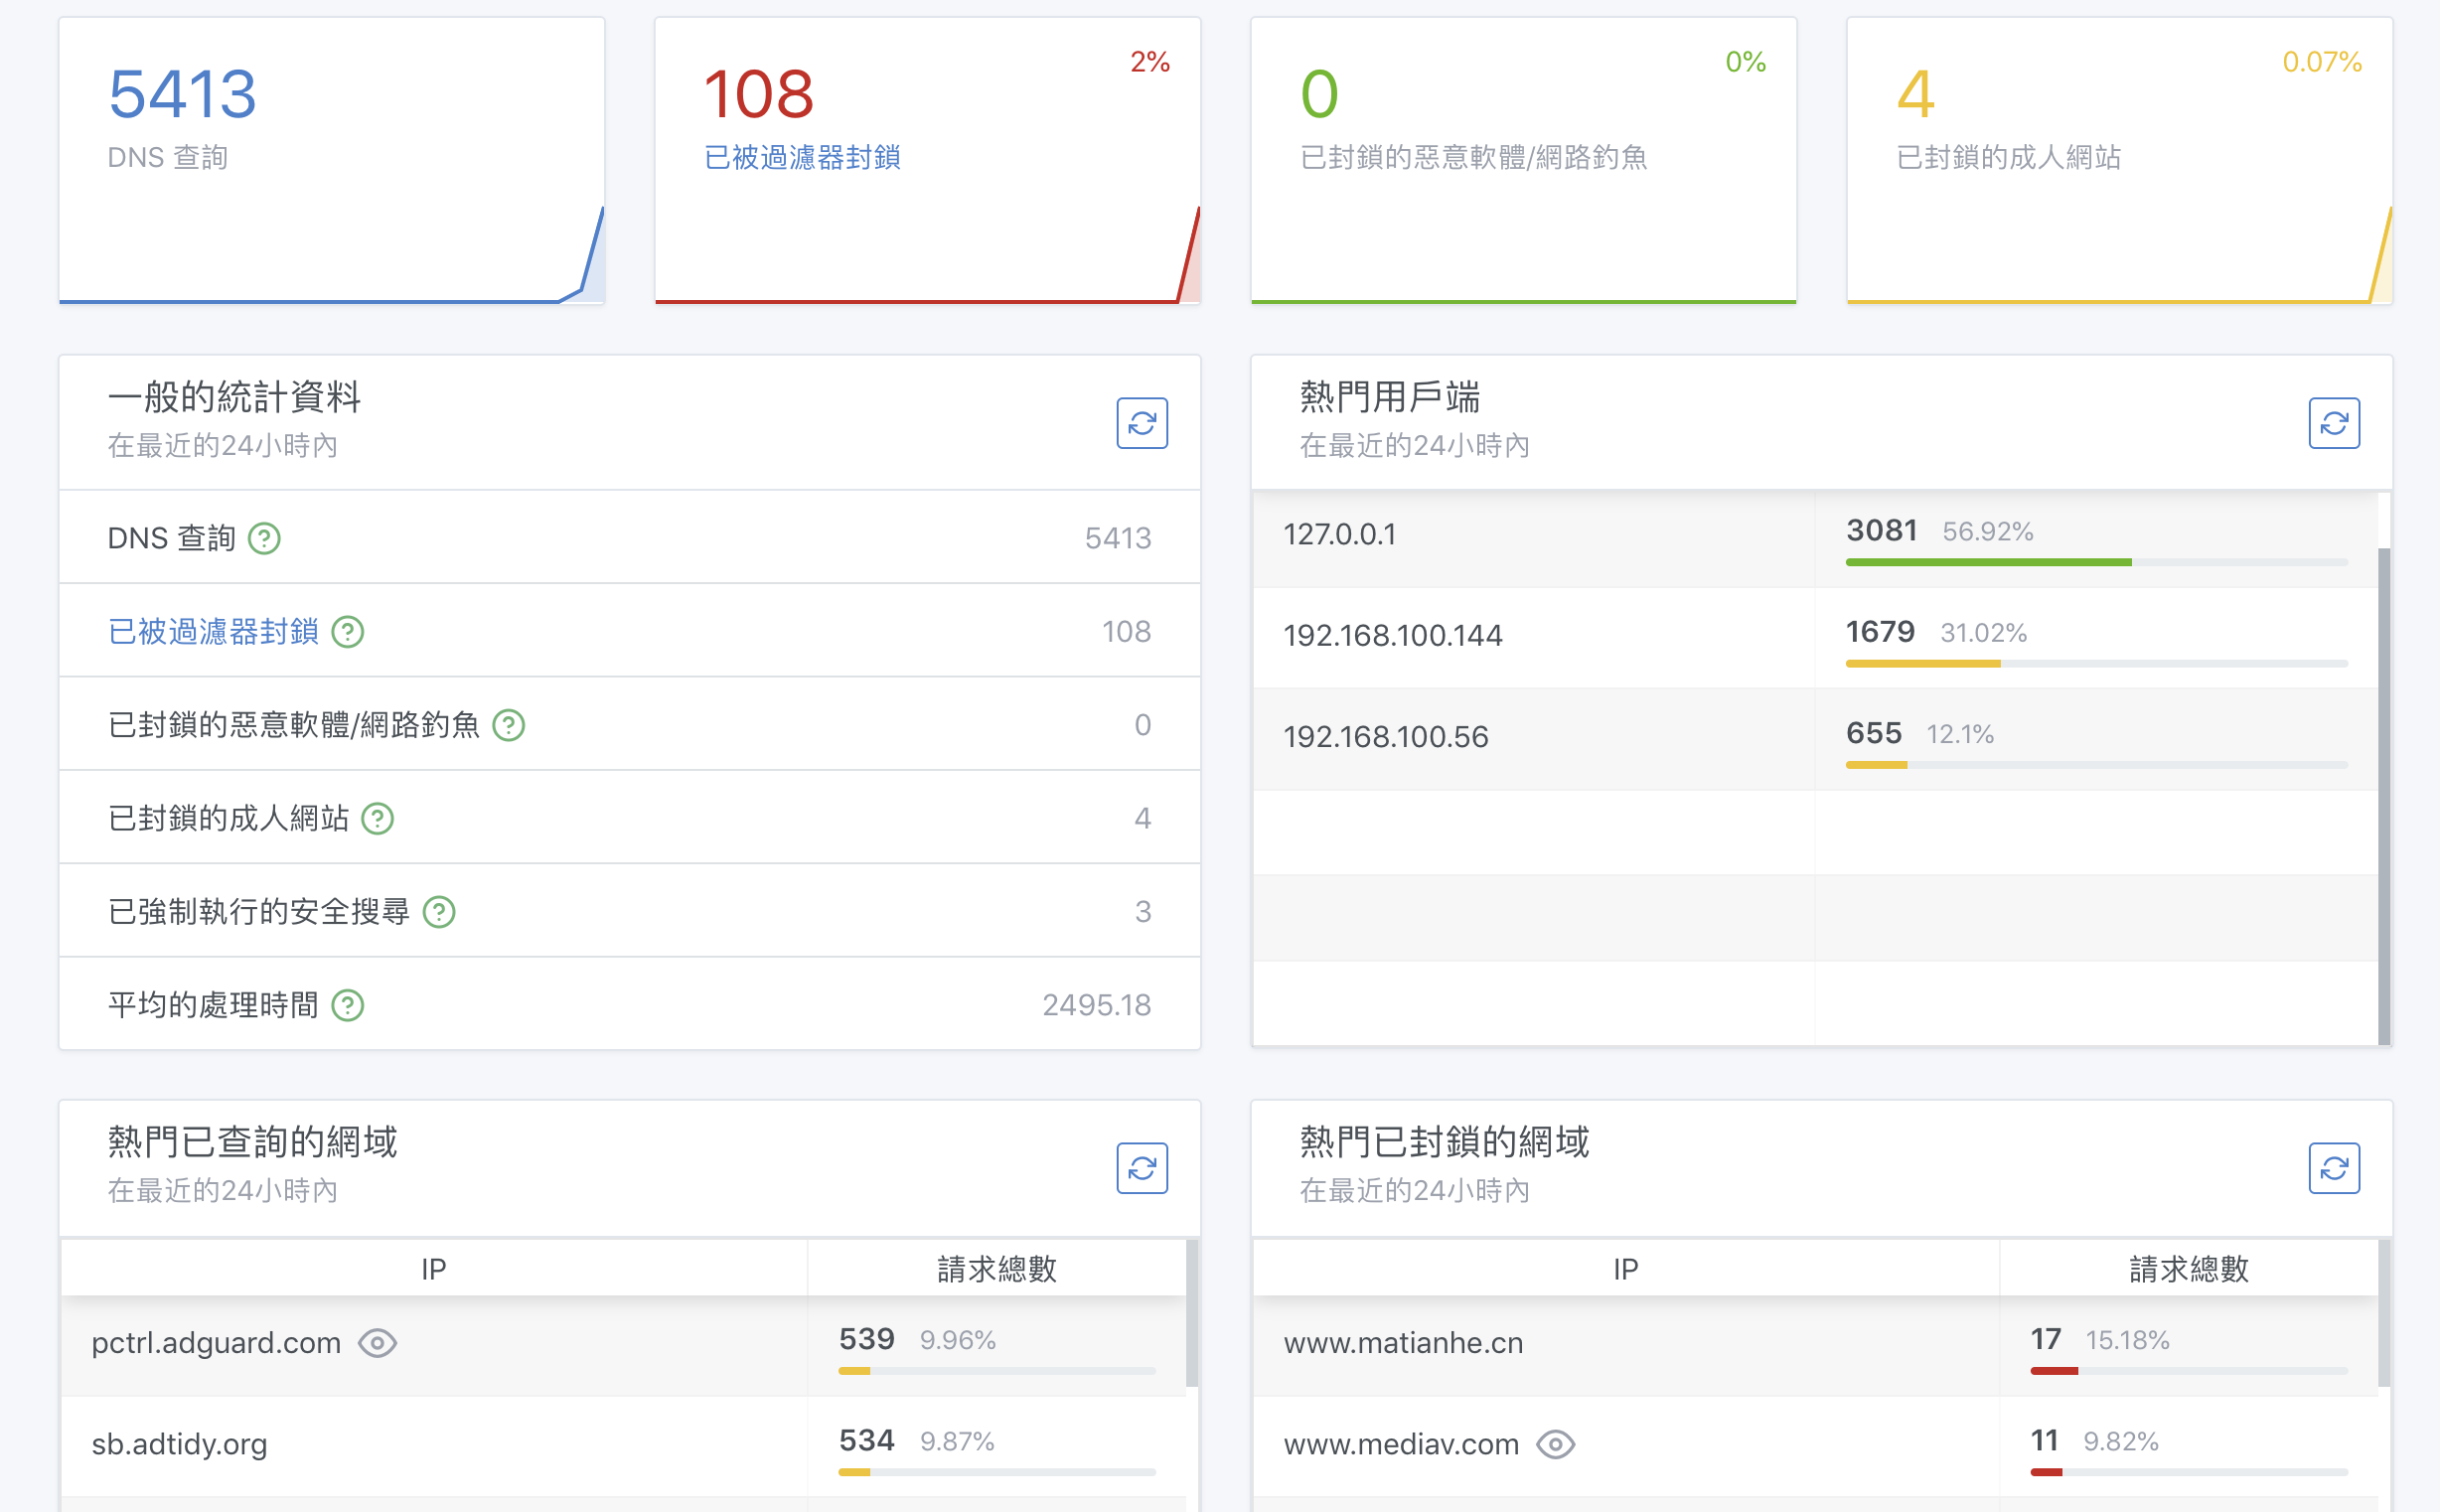 5413
DNS 查詢
2%
108
已被過濾器封鎖
0%
0
已封鎖的惡意軟體/網路釣魚
0.07%
4
已封鎖的成人網站
一般的統計資料
在最近的24小時內
DNS 查詢 5413
已被過濾器封鎖 108
已封鎖的惡意軟體/網路釣魚 0
已封鎖的成人網站 4
已強制執行的安全搜尋 3
平均的處理時間 2495.18
熱門用戶端
在最近的24小時內
127.0.0.1 3081 56.92%
192.168.100.144 1679 31.02%
192.168.100.56 655 12.1%
熱門已查詢的網域
在最近的24小時內
IP 請求總數
pctrl.adguard.com 539 9.96%
sb.adtidy.org 534 9.87%
熱門已封鎖的網域
在最近的24小時內
IP 請求總數
www.matianhe.cn 17 15.18%
www.mediav.com 11 9.82%